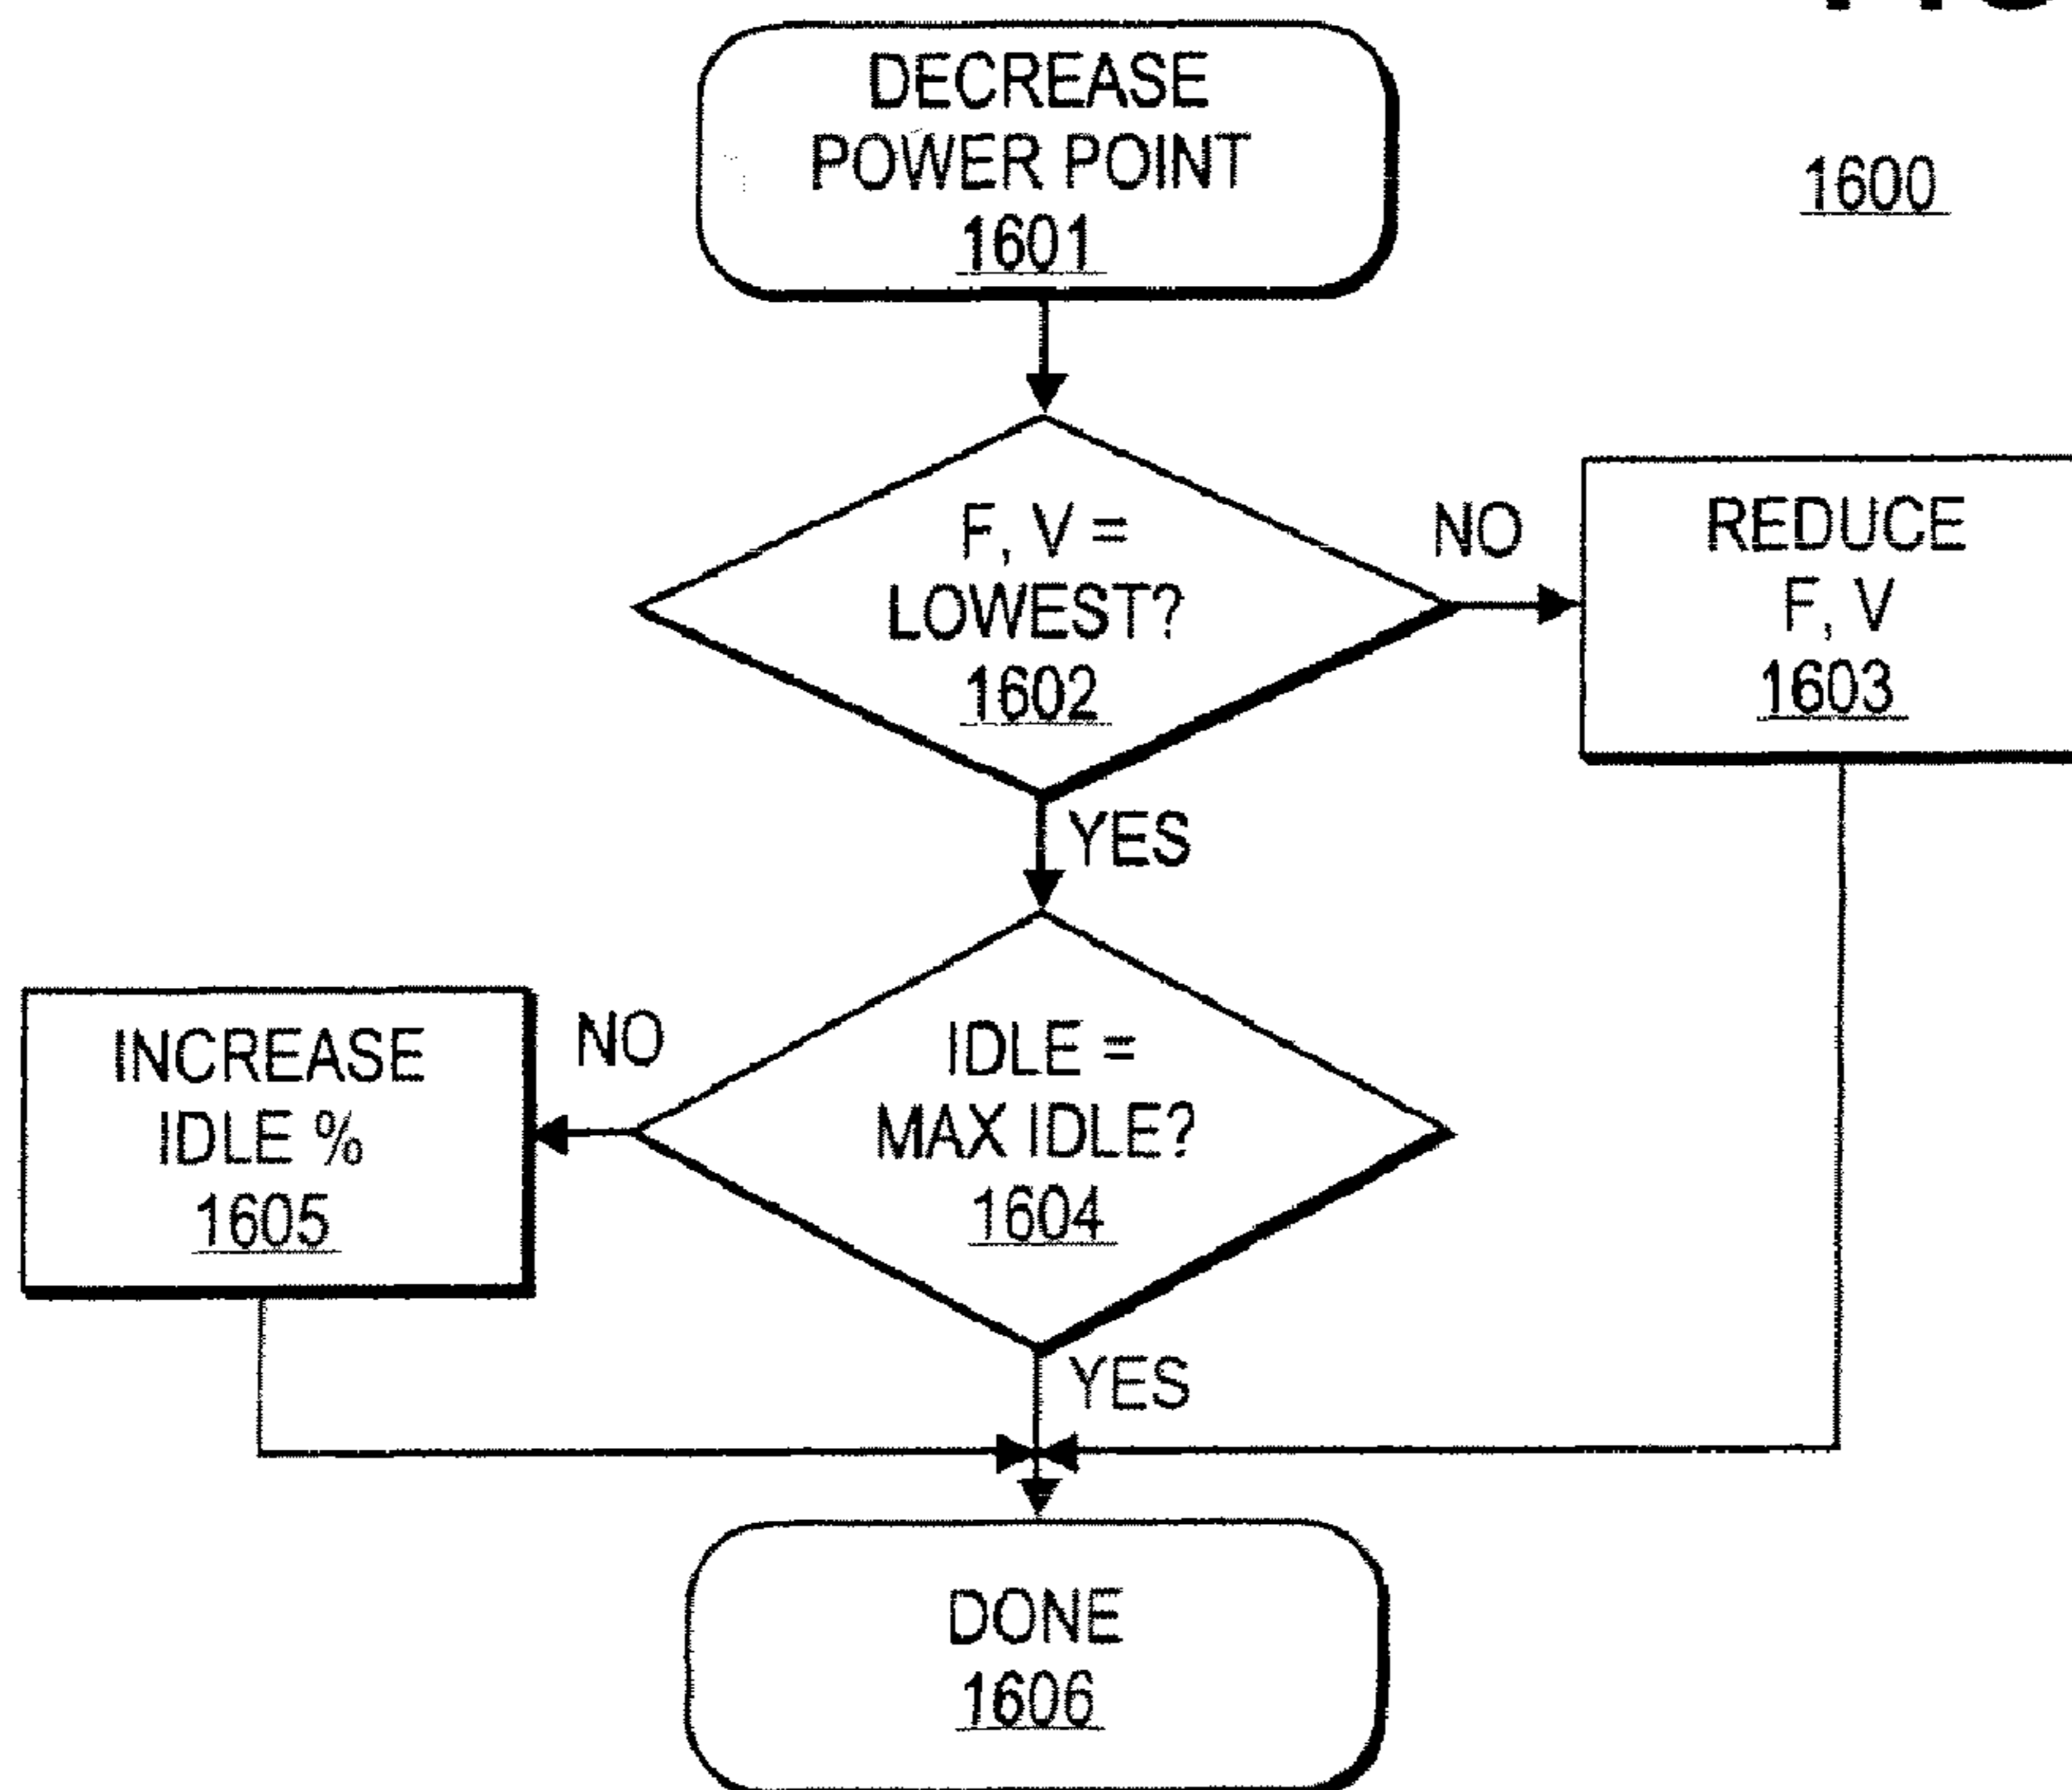 DECREASE
POWER POINT
1601
1600
F, V =
LOWEST?
1602
NO
REDUCE
F, V
1603
YES
INCREASE
IDLE %
1605
NO
IDLE =
MAX IDLE?
1604
YES
DONE
1606